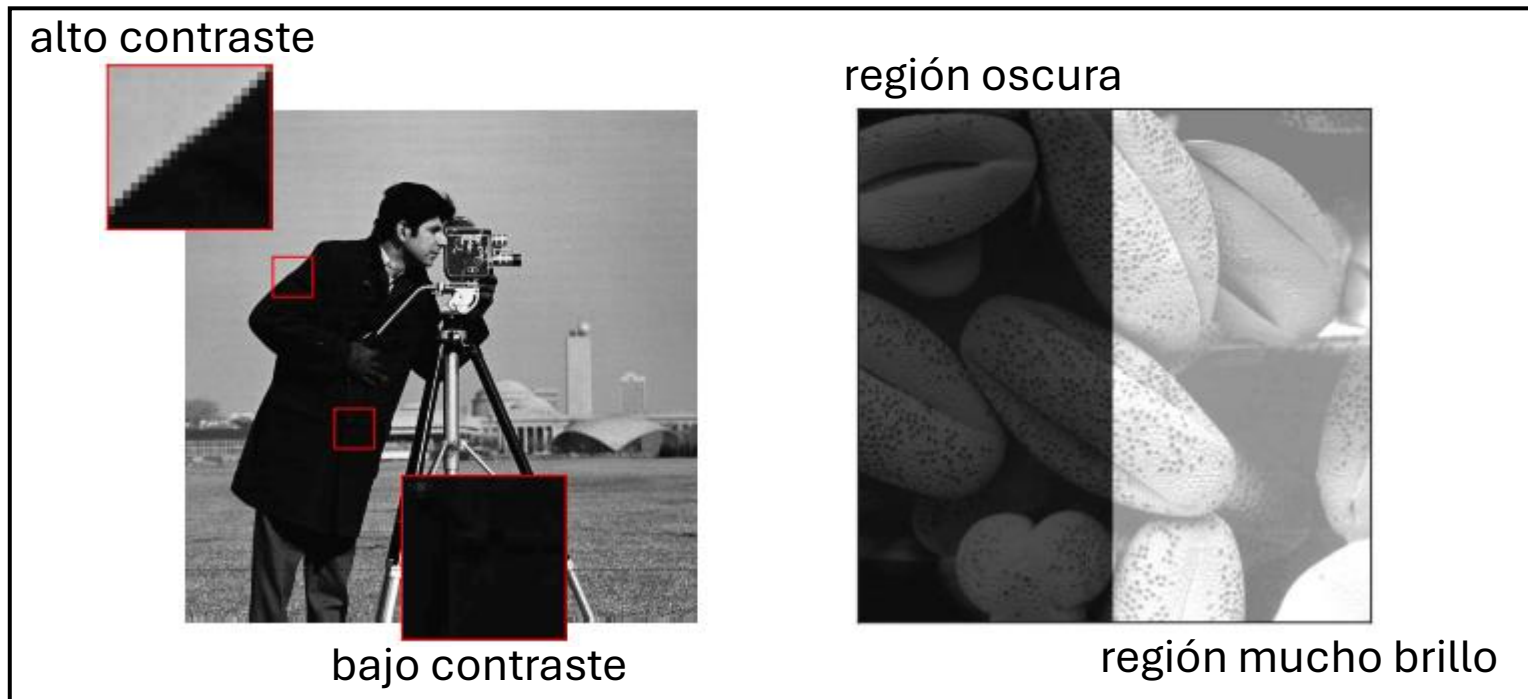 alto contraste
región oscura
bajo contraste
región mucho brillo